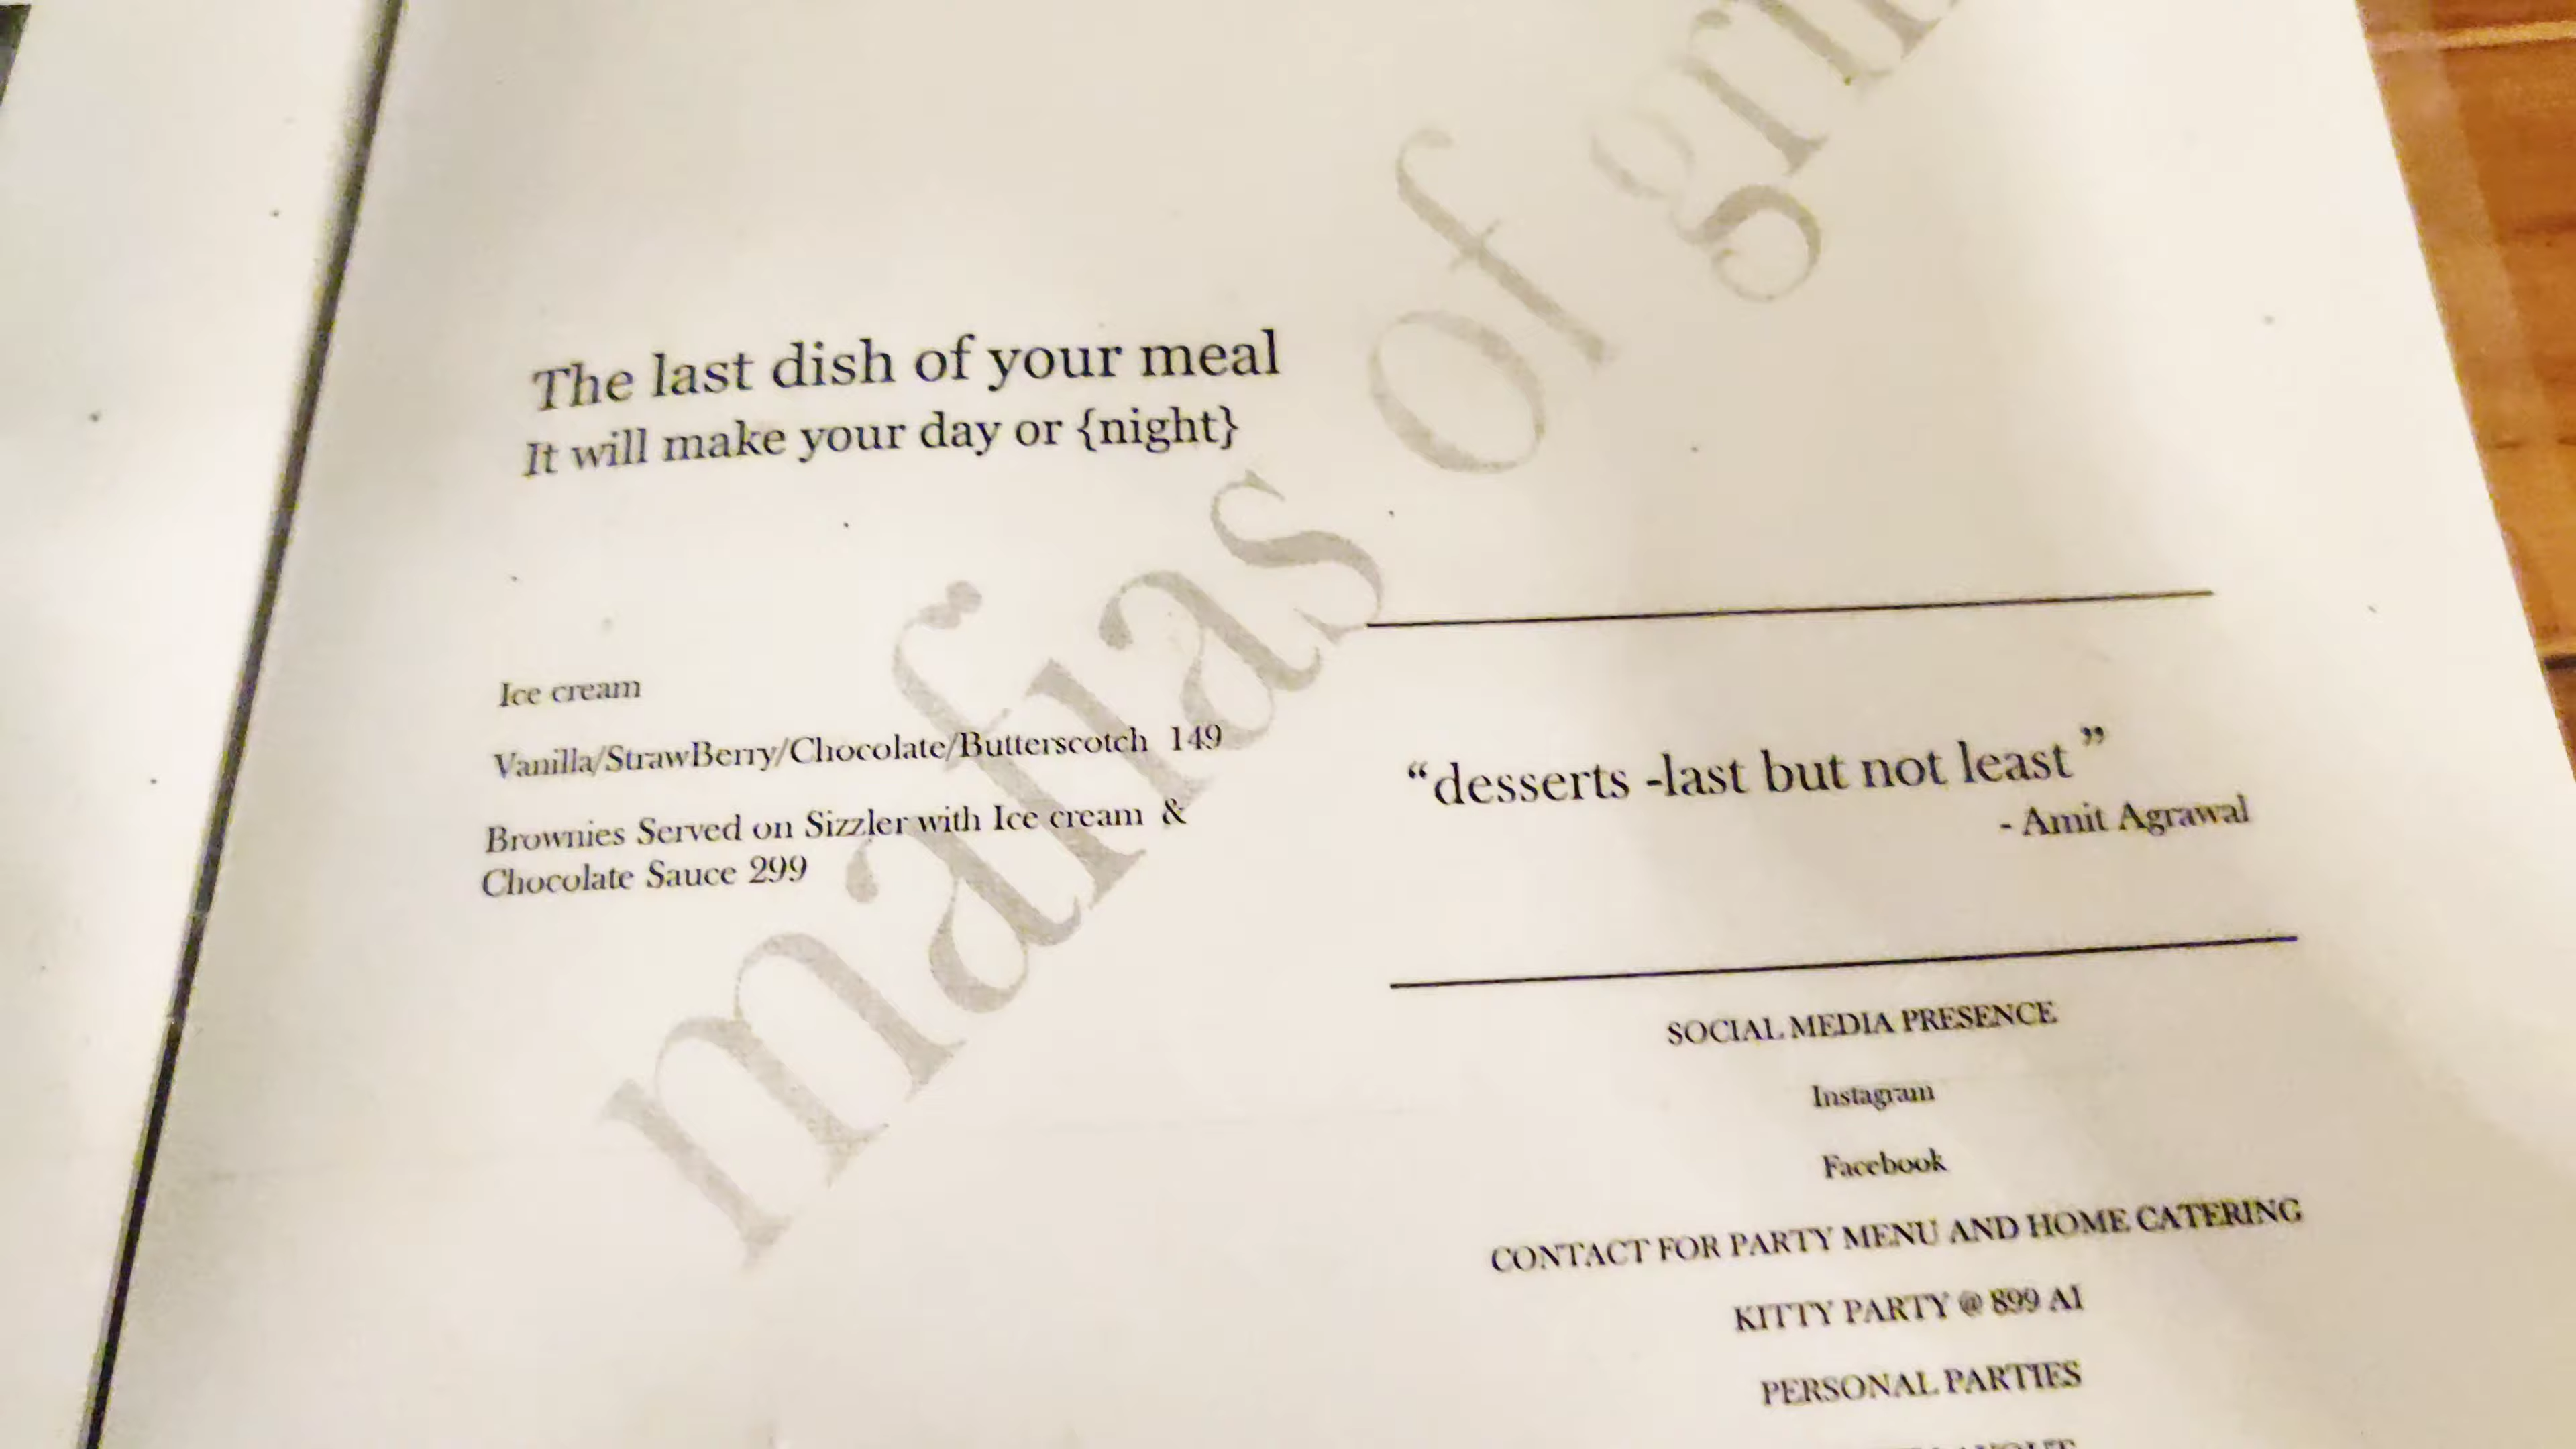 The last dish of your meal
It will make your day or {night}
Ice cream
Vanilla/StrawBerry/Chocolate/Butterscotch 149
Brownies Served on Sizzler with Ice cream &
Chocolate Sauce 299
“desserts -last but not least ”
- Amit Agrawal
SOCIAL MEDIA PRESENCE
Instagram
Facebook
CONTACT FOR PARTY MENU AND HOME CATERING
KITTY PARTY @ 899 AI
PERSONAL PARTIES
mafias of